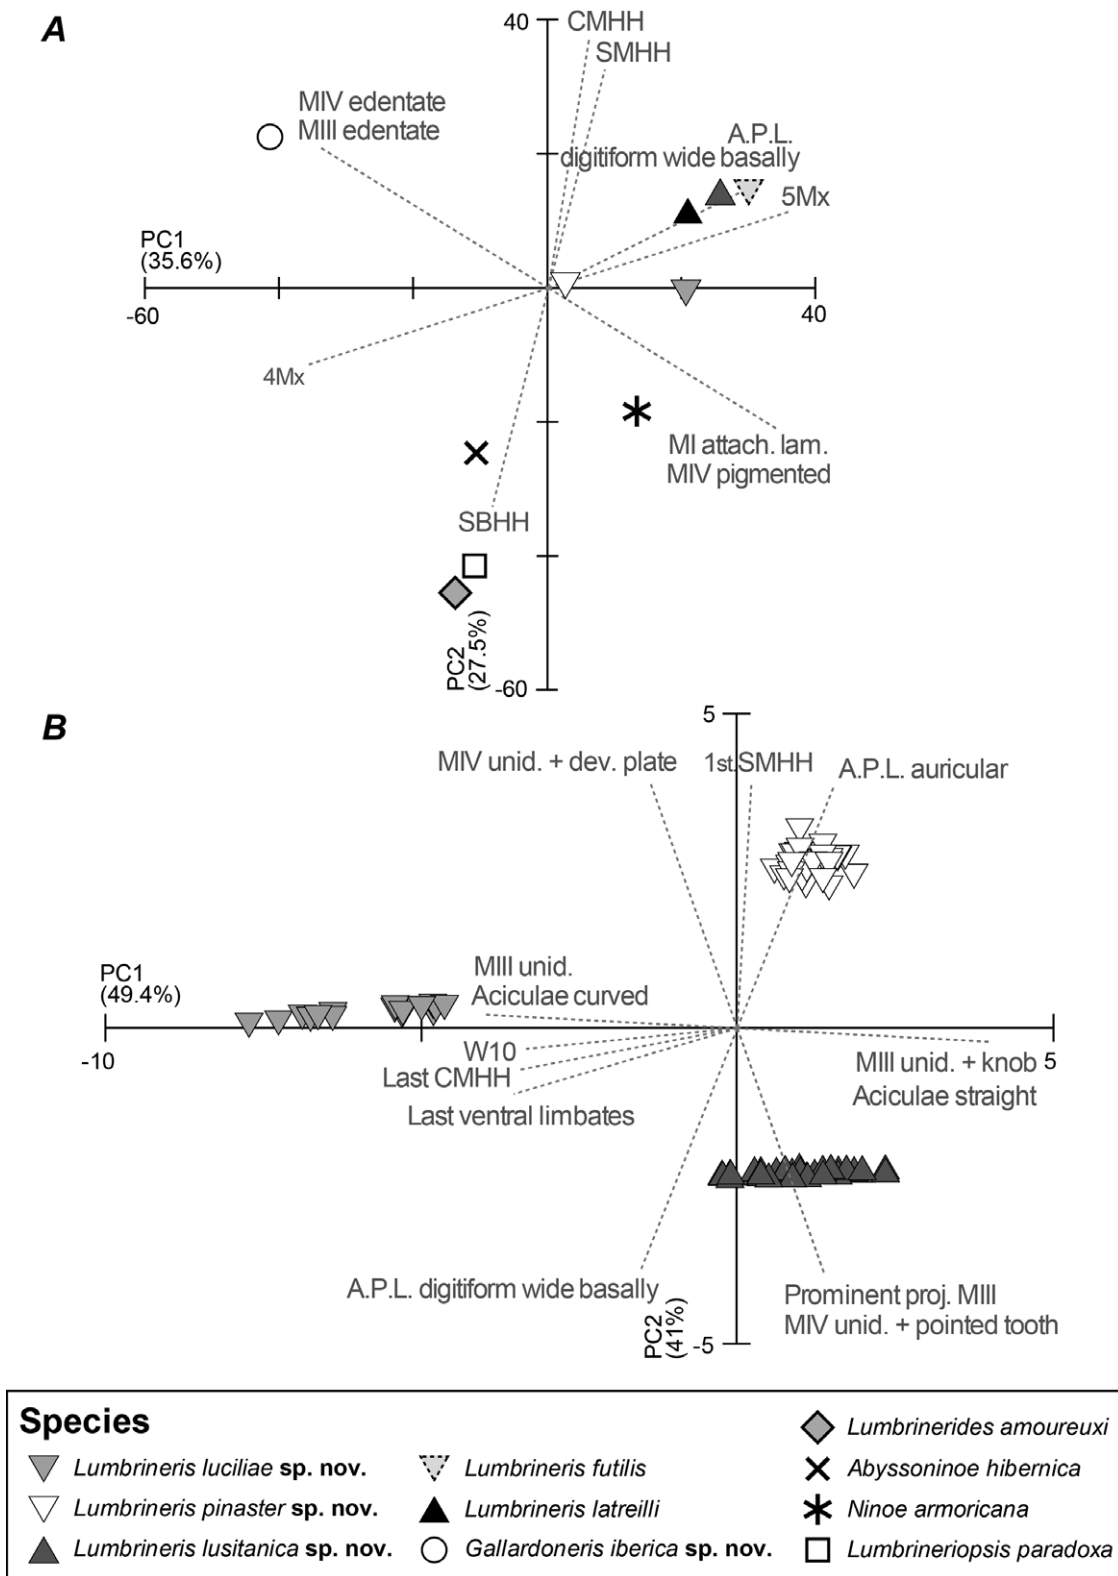 A
40
CMHH
SMHH
MIV edentate
MIII edentate
A.P.L.
digitiform wide basally
5Mx
PC1
(35.6%)
-60
40
4Mx
MI attach. lam.
MIV pigmented
SBHH
PC2
(27.5%)
-60
B
5
MIV unid. + dev. plate
1st.SMHH
A.P.L. auricular
PC1
(49.4%)
MIII unid.
Aciculae curved
-10
W10
Last CMHH
Last ventral limbates
MIII unid. + knob
5
Aciculae straight
A.P.L. digitiform wide basally
Prominent proj. MIII
MIV unid. + pointed tooth
PC2
(41%)
-5
Species
Lumbrineris luciliae sp. nov.
Lumbrineris pinaster sp. nov.
Lumbrineris lusitanica sp. nov.
Lumbrineris futilis
Lumbrineris latreilli
Gallardoneris iberica sp. nov.
Lumbrinerides amoureuxi
Abyssoninoe hibernica
Ninoe armoricana
Lumbrineriopsis paradoxa